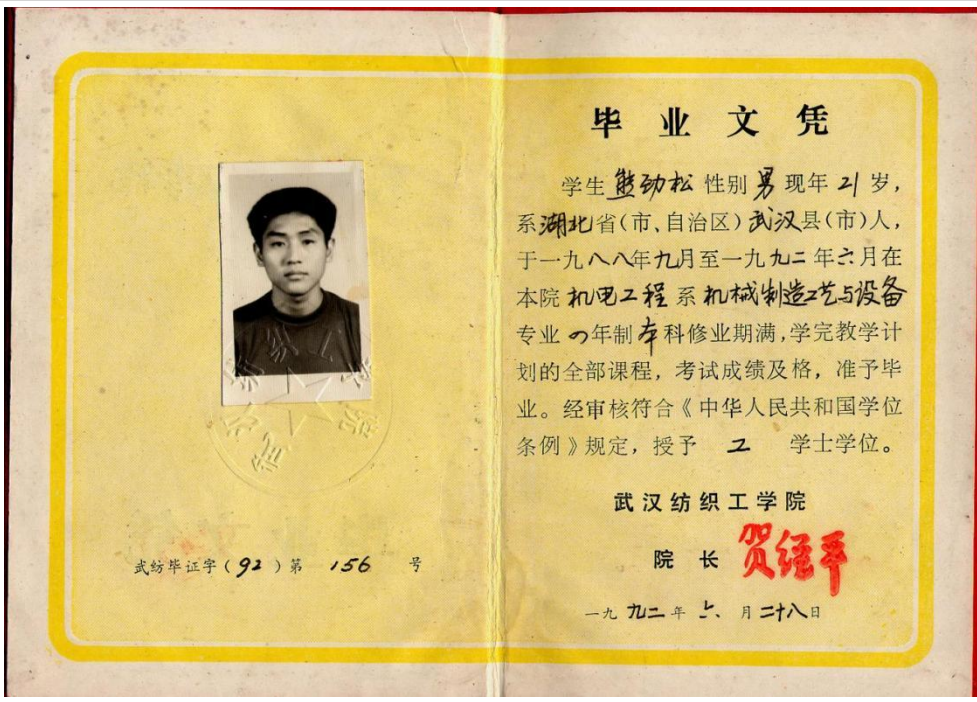 武纺毕证字(92)第 156 号
毕业文凭
学生熊劲松性别男现年21岁,
系湖北省(市、自治区)武汉县(市)人,
于一九八八年九月至一九九二年六月在
本院机电工程系机械制造工艺与设备
专业四年制本科修业期满,学完教学计
划的全部课程,考试成绩及格,准予毕
业。经审核符合《中华人民共和国学位
条例》规定,授予 工 学士学位。
武汉纺织工学院
院长 贺经平
一九九二年六月二十八日